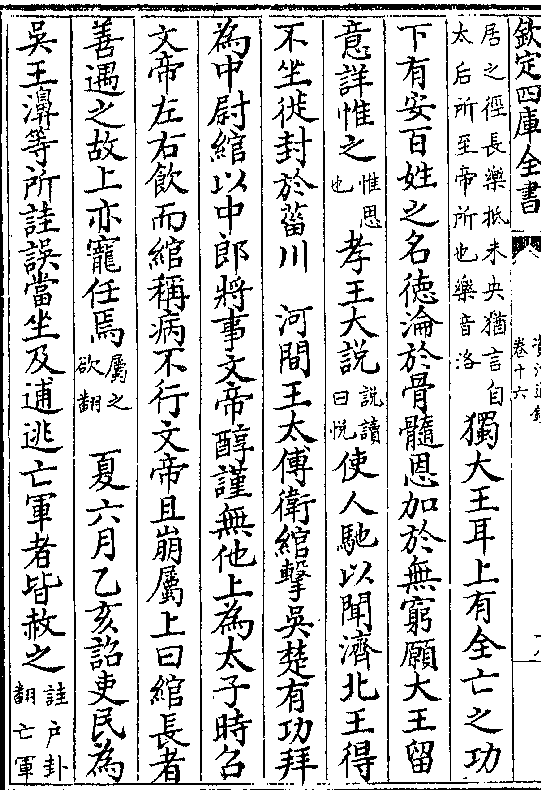 欽定四庫全書
卷十六
居之徑長樂抵未央猶言自
太后所至帝所也樂音洛
獨大王耳上有全亡之功
下有安百姓之名德淪於骨髓恩加於無窮願大王留
意詳惟之
惟思
也
孝王大說
說讀
曰悅
使人馳以聞濟北王得
不坐徙封於菑川　河間王太傅衛綰擊吳楚有功拜
為中尉綰以中郎將事文帝醇謹無他上為太子時召
文帝左右飲而綰稱病不行文帝且崩屬上曰綰長者
善遇之故上亦寵任焉
屬之
欲翻
夏六月乙亥詔吏民為
吳王濞等所詿誤當坐及逋逃亡軍者皆赦之
詿戶卦
翻亡軍